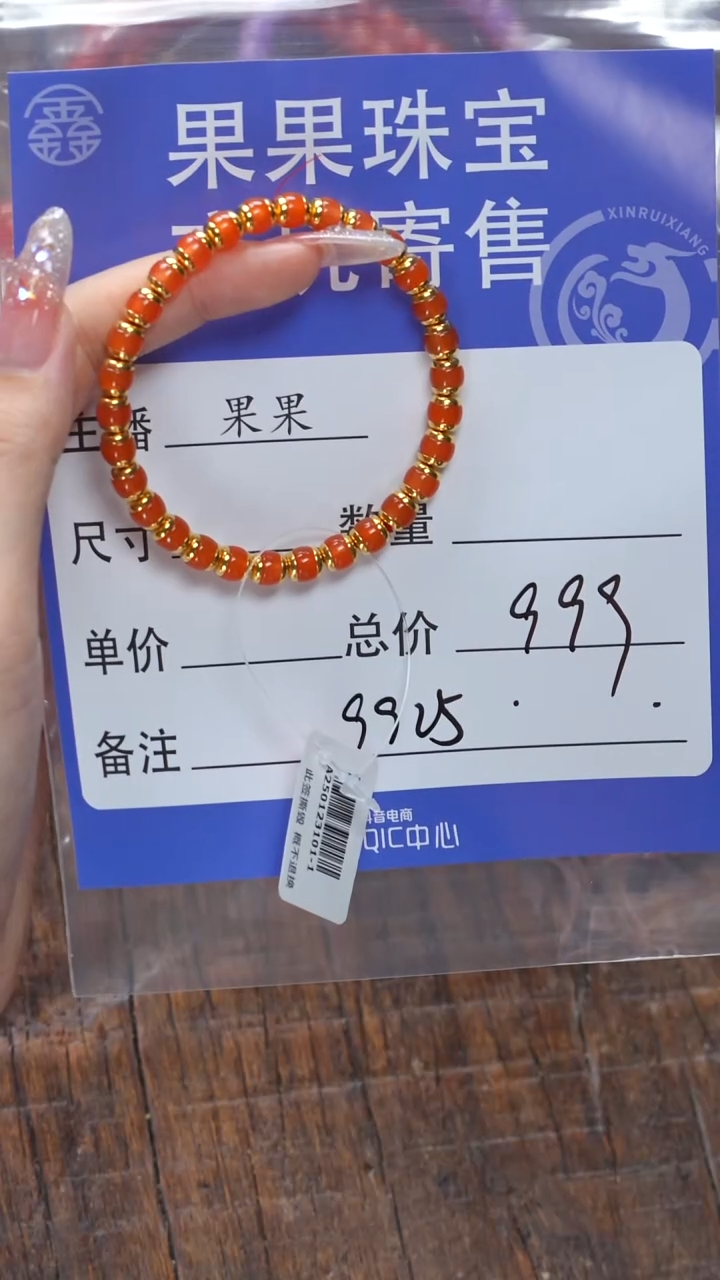 鑫
果果珠宝
寄售
XINRUIXIANG
主播 果果
尺寸 数量
单价 总价 999
备注 9925
A250123101-1
此签撕毁 概不退换
抖音电商
QIC中心